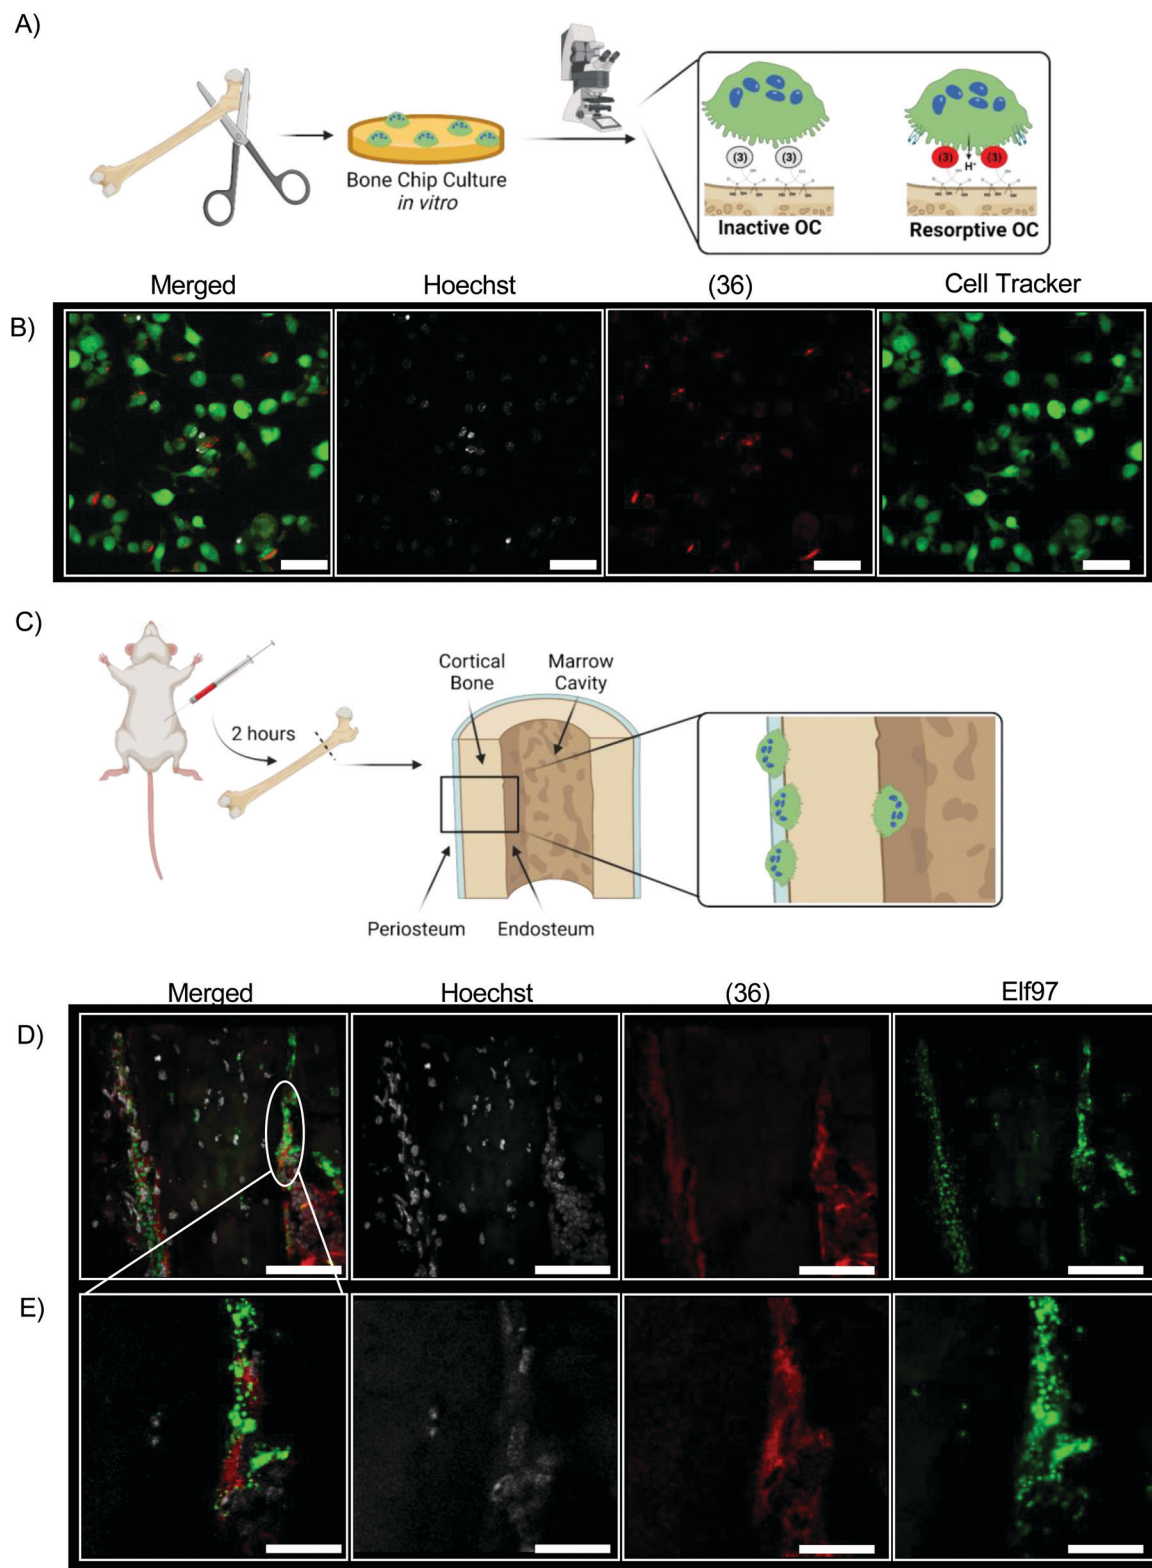 A)
Bone Chip Culture
in vitro
(3)
(3)
Inactive OC
(3)
H⁺
(3)
Resorptive OC
Merged
Hoechst
(36)
Cell Tracker
B)
C)
2 hours
Cortical
Bone
Marrow
Cavity
Periosteum
Endosteum
Merged
Hoechst
(36)
Elf97
D)
E)